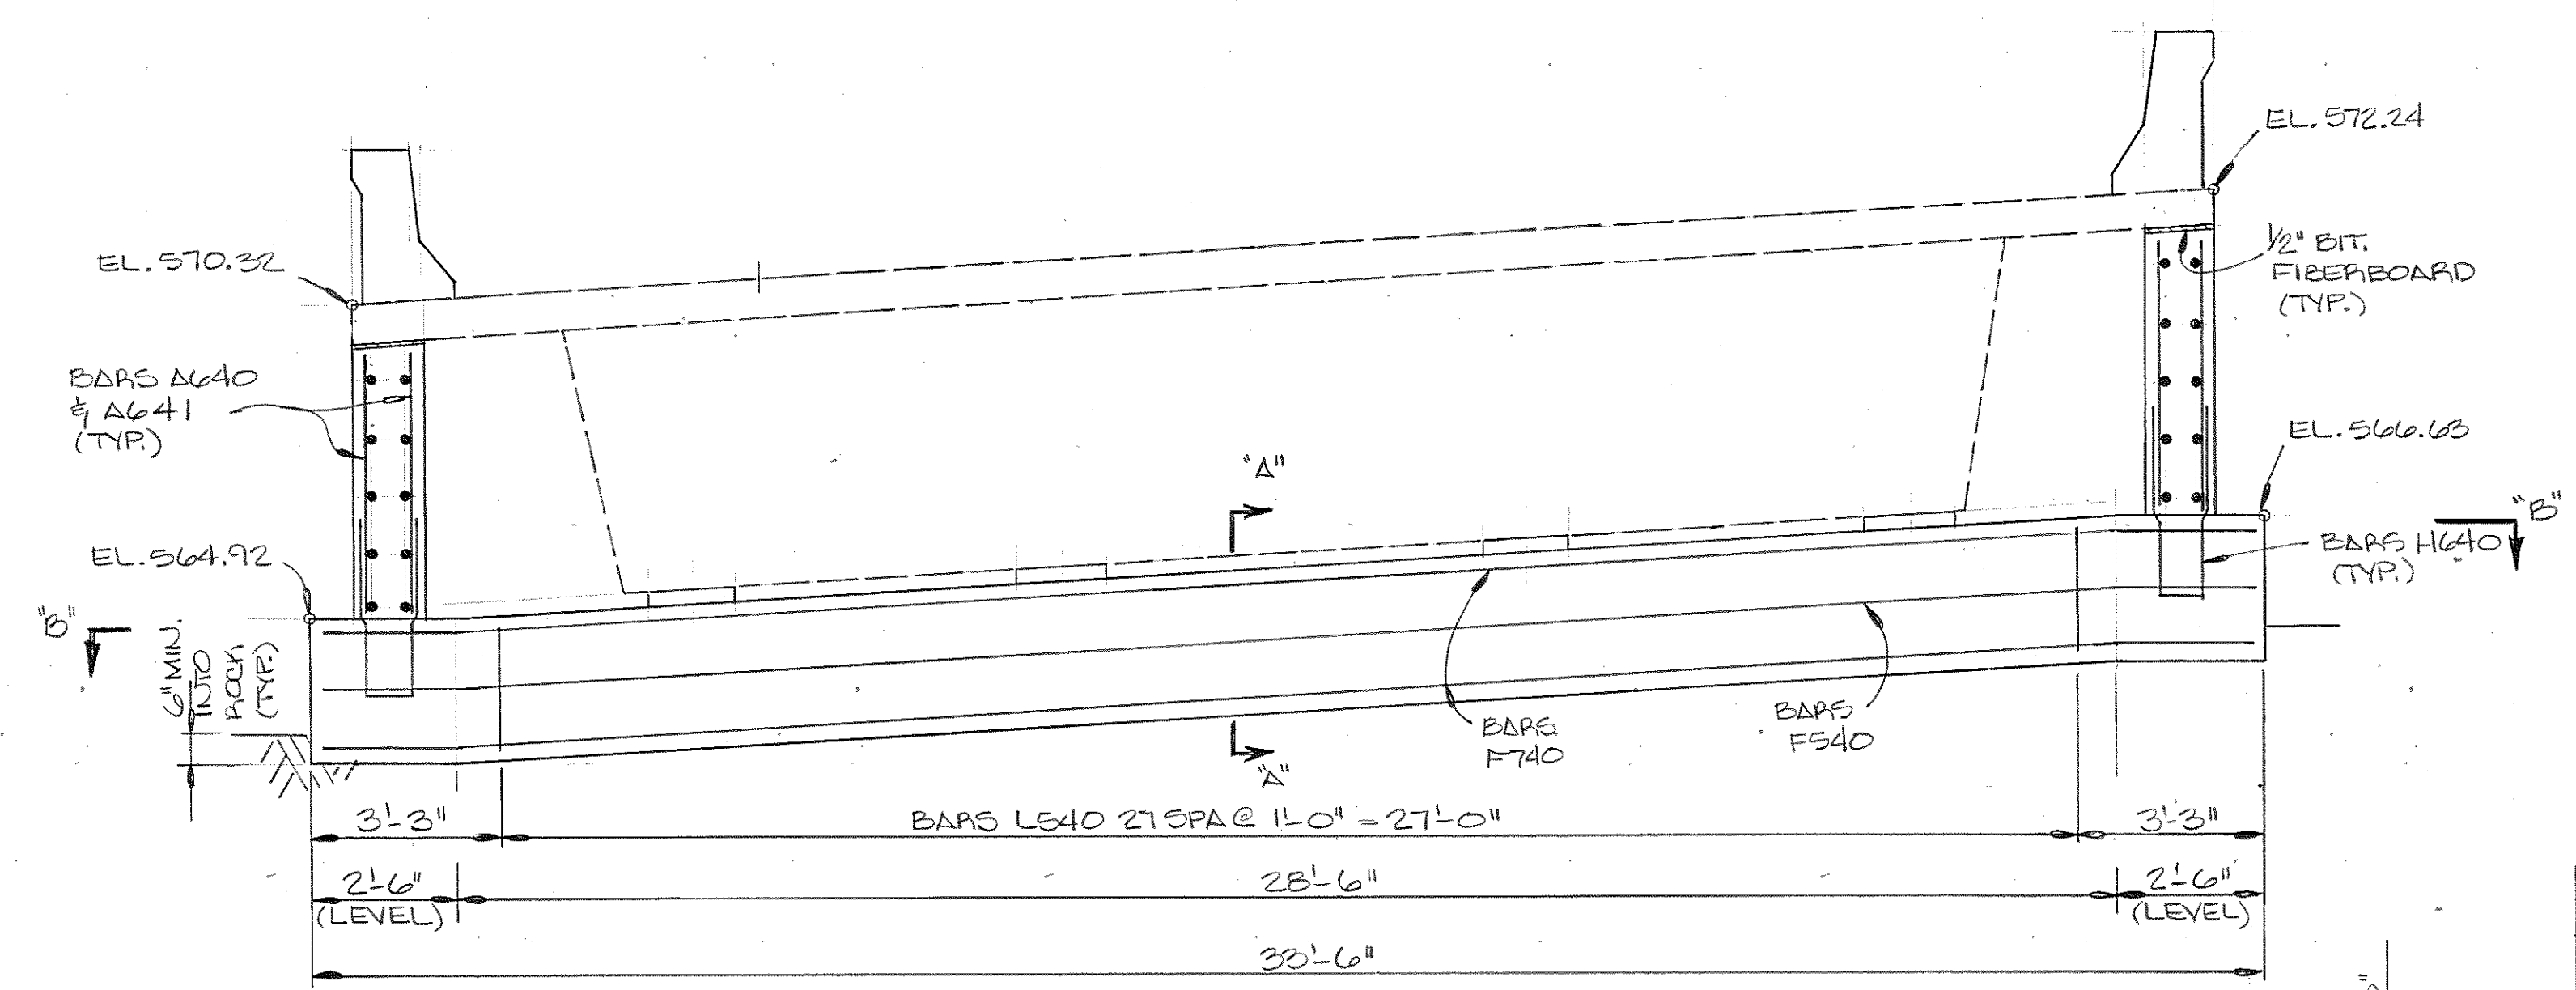 EL. 572.24
EL. 570.32
1/2" BIT.
FIBERBOARD
(TYP.)
BARS A640
& A641
(TYP.)
EL. 566.63
"A"
"B"
EL. 564.92
BARS H640
(TYP.)
"B"
6" MIN.
INTO
ROCK
(TYP.)
BARS
F740
BARS
F540
"A"
3'-3"
BARS L540 27 SPA @ 1'-0" = 27'-0"
3'-3"
2'-6"
(LEVEL)
28'-6"
2'-6"
(LEVEL)
33'-6"